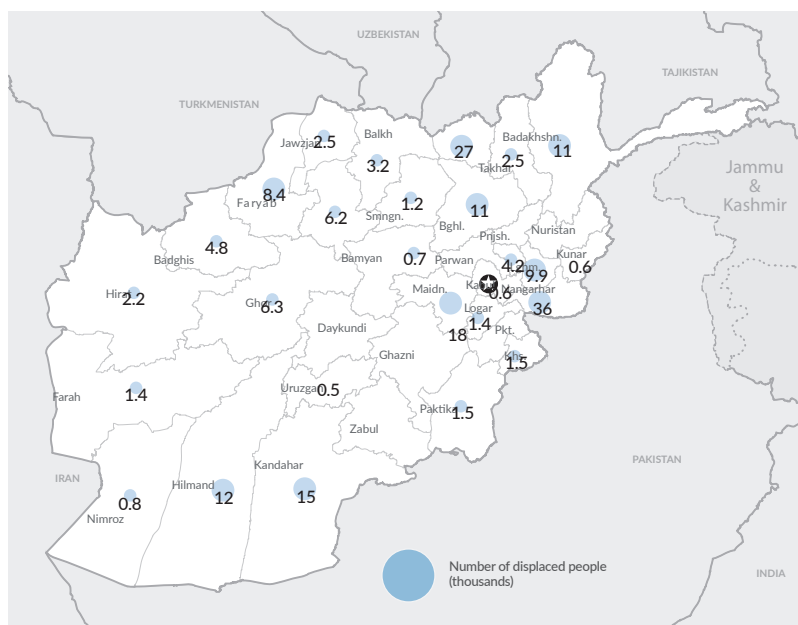 UZBEKISTAN
TAJIKISTAN
TURKMENISTAN
Balkh
Jawzjan
2.5
3.2
27
Badakhshn.
2.5
11
Takhar
Jammu
&
Kashmir
8.4
Faryab
6.2
1.2
Smngn.
11
Bghl.
4.8
Badghis
Prjsh.
Nuristan
Kunar
0.6
Bamyan
0.7
Parwan
4.2
9.9
Hirat
2.2
Ghor
6.3
Maidn.
Kabul
0.6
Nangarhar
36
Logar
1.4
18
Pkt.
Daykundi
Ghazni
Khs.
1.5
Farah
1.4
Uruzgan
0.5
Paktika
1.5
Zabul
IRAN
Kandahar
PAKISTAN
Hilmand
12
15
0.8
Nimroz
Number of displaced people
(thousands)
INDIA